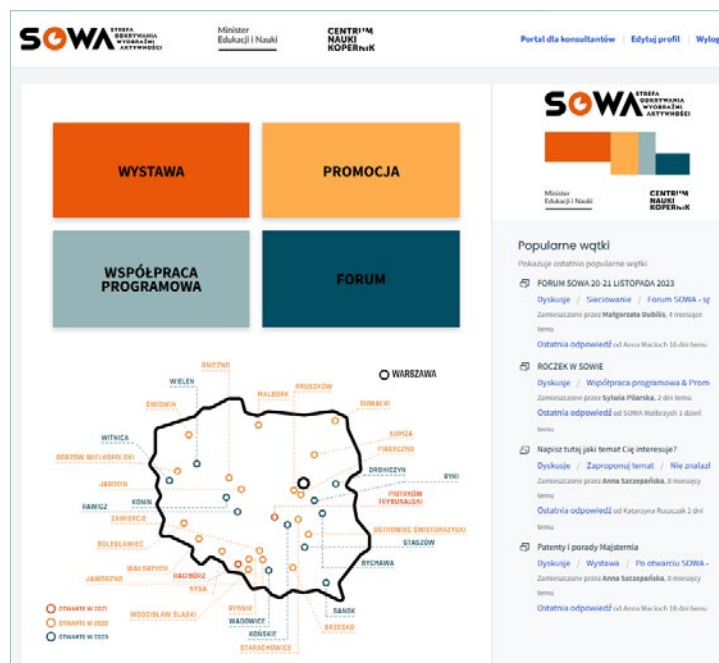 SOWA
STREFA
ODKRYWANIA
WYOBRAŹNI
AKTYWNOŚCI
Minister
Edukacji i Nauki
CENTRUM
NAUKI
KOPERNIK
Portal dla konsultantów | Edytuj profil | Wylog
WYSTAWA
PROMOCJA
WSPÓŁPRACA
PROGRAMOWA
FORUM
WARSZAWA
GNIEZNO
WIELEŃ
ŚWIDWIN
MALBORK
PRUSZKÓW
SUWAŁKI
WITNICA
ŁOMŻA
GORZÓW WIELKOPOLSKI
PIASECZNO
JAROCIN
DROHICZYN
RYKI
RAWICZ
KONIN
PIOTRKÓW
TRYBUNALSKI
ZAWIERCIE
OSTROWIEC ŚWIĘTOKRZYSKI
BOLESŁAWIEC
STASZÓW
WAŁBRZYCH
BYCHAWA
JAWORZNO
RACIBÓRZ
NYSA
WODZISŁAW ŚLĄSKI
RYBNIK
WADOWICE
KOŃSKIE
STARACHOWICE
BRZESKO
SANOK
OTWARTE W 2021
OTWARTE W 2022
OTWARTE W 2023
SOWA
STREFA
ODKRYWANIA
WYOBRAŹNI
AKTYWNOŚCI
Minister
Edukacji i Nauki
CENTRUM
NAUKI
KOPERNIK
Popularne wątki
Pokazuje ostatnio popularne wątki
FORUM SOWA 20-21 LISTOPADA 2023
Dyskusje / Sieciowanie / Forum SOWA - sp
Zamieszczone przez Małgorzata Dubilis, 4 miesiące
temu
Ostatnia odpowiedź od Anna Macioch 16 dni temu
ROCZEK W SOWIE
Dyskusje / Współpraca programowa & Prom
Zamieszczone przez Sylwia Pilarska, 2 dni temu
Ostatnia odpowiedź od SOWA Wałbrzych 1 dzień
temu
Napisz tutaj jaki temat Cię interesuje?
Dyskusje / Zaproponuj temat / Nie znalazł
Zamieszczone przez Anna Szczepańska, 8 miesięcy
temu
Ostatnia odpowiedź od Katarzyna Ruszczak 2 dni
temu
Patenty i porady Majsternia
Dyskusje / Wystawa / Po otwarciu SOWA -
Zamieszczone przez Anna Szczepańska, 8 miesięcy
temu
Ostatnia odpowiedź od Anna Macioch 16 dni temu